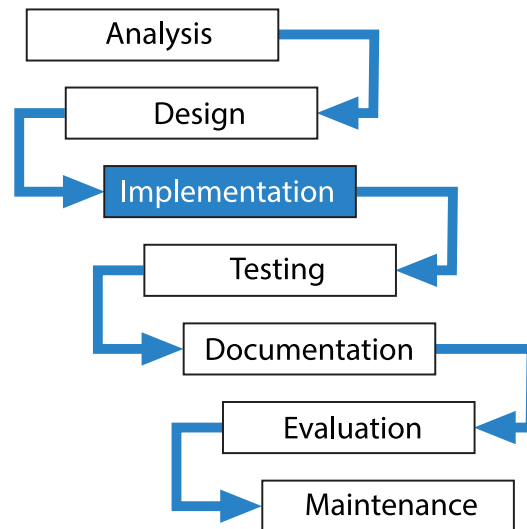 Analysis
Design
Implementation
Testing
Documentation
Evaluation
Maintenance